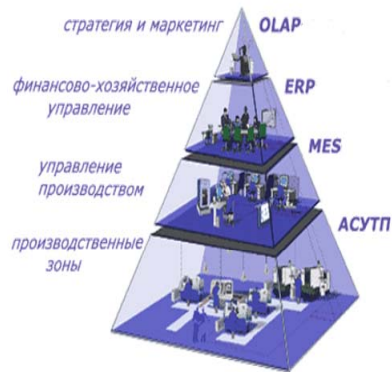 стратегия и маркетинг OLAP
финансово-хозяйственное ERP
управление
MES
управление
производством
АСУТП
производственные
зоны